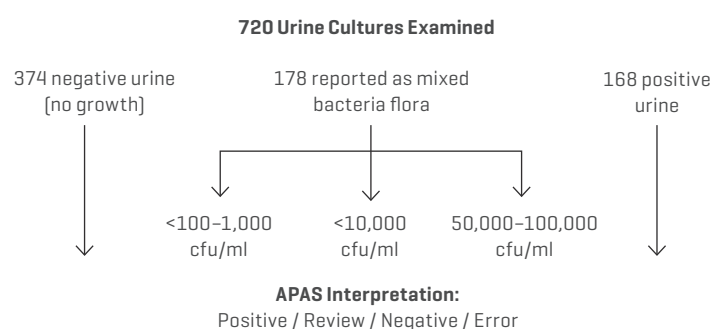 720 Urine Cultures Examined
374 negative urine
(no growth)
178 reported as mixed
bacteria flora
168 positive
urine
<100–1,000
cfu/ml
<10,000
cfu/ml
50,000–100,000
cfu/ml
APAS Interpretation:
Positive / Review / Negative / Error